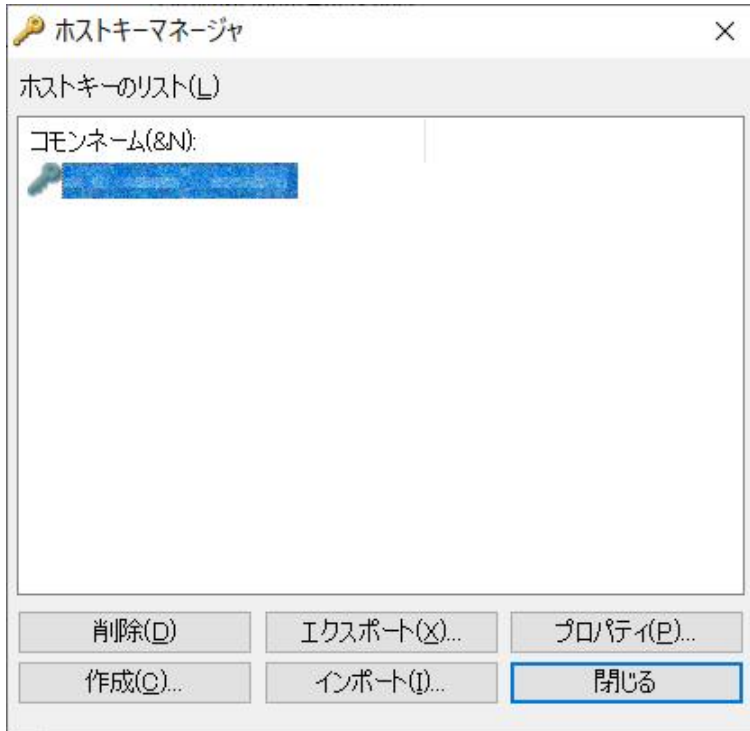 ホストキーマネージャ
ホストキーのリスト(L)
コモンネーム(&N):
削除(D)
エクスポート(X)...
プロパティ(P)...
作成(C)...
インポート(I)...
閉じる